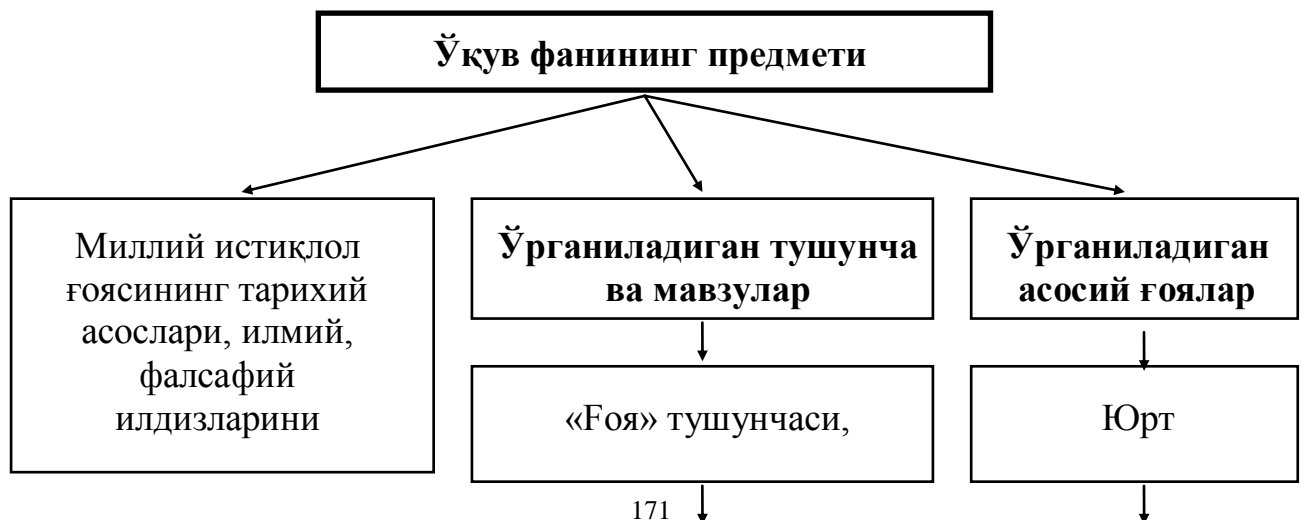 Ўқув фанининг предмети
Миллий истиқлол
ғоясининг тарихий
асослари, илмий,
фалсафий
илдизларини
Ўрганиладиган тушунча
ва мавзулар
«Ғоя» тушунчаси,
Ўрганиладиган
асосий ғоялар
Юрт
171